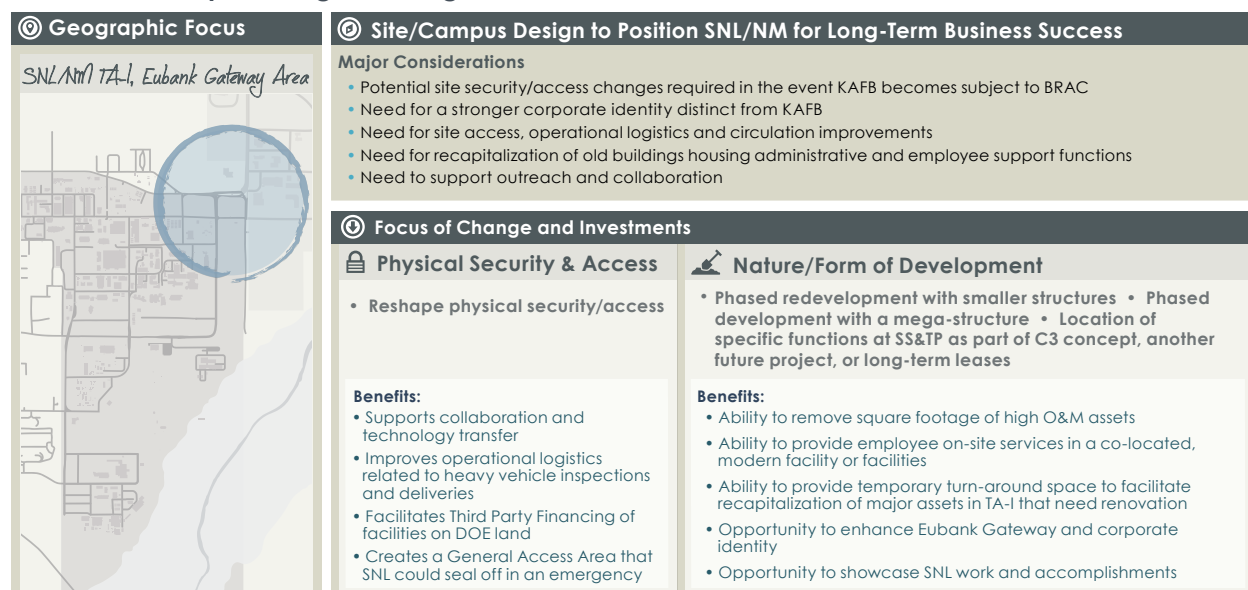 Geographic Focus
SNL/NM TA-I, Eubank Gateway Area
Site/Campus Design to Position SNL/NM for Long-Term Business Success
Major Considerations
• Potential site security/access changes required in the event KAFB becomes subject to BRAC
• Need for a stronger corporate identity distinct from KAFB
• Need for site access, operational logistics and circulation improvements
• Need for recapitalization of old buildings housing administrative and employee support functions
• Need to support outreach and collaboration
Focus of Change and Investments
Physical Security & Access
• Reshape physical security/access
Benefits:
• Supports collaboration and
technology transfer
• Improves operational logistics
related to heavy vehicle inspections
and deliveries
• Facilitates Third Party Financing of
facilities on DOE land
• Creates a General Access Area that
SNL could seal off in an emergency
Nature/Form of Development
• Phased redevelopment with smaller structures • Phased
development with a mega-structure • Location of
specific functions at SS&TP as part of C3 concept, another
future project, or long-term leases
Benefits:
• Ability to remove square footage of high O&M assets
• Ability to provide employee on-site services in a co-located,
modern facility or facilities
• Ability to provide temporary turn-around space to facilitate
recapitalization of major assets in TA-I that need renovation
• Opportunity to enhance Eubank Gateway and corporate
identity
• Opportunity to showcase SNL work and accomplishments